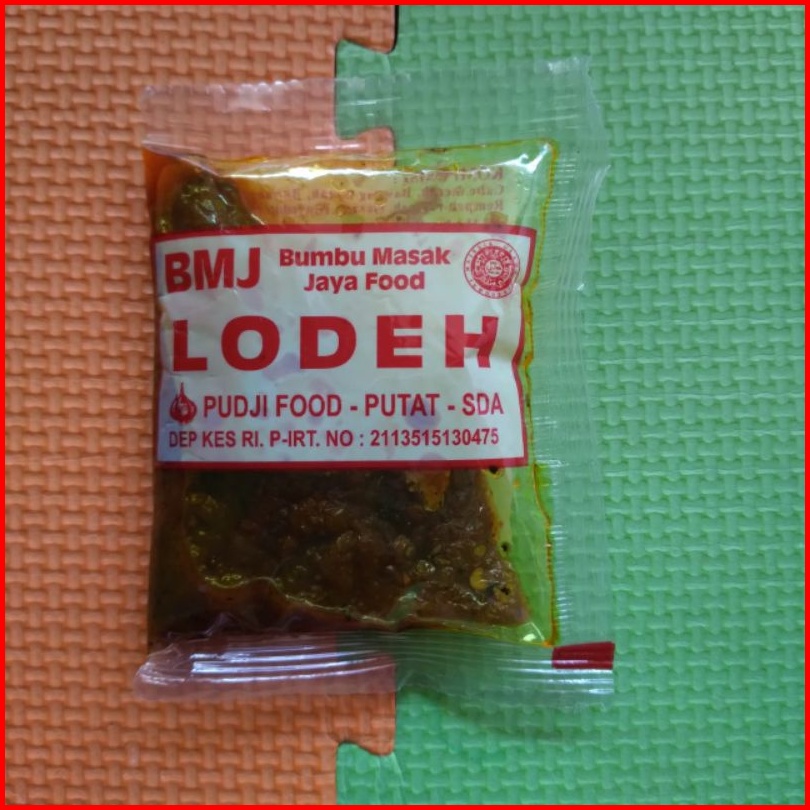 BMJ Bumbu Masak
Jaya Food
LODEH
PUDJI FOOD - PUTAT - SDA
DEP KES RI. P-IRT. NO : 2113515130475